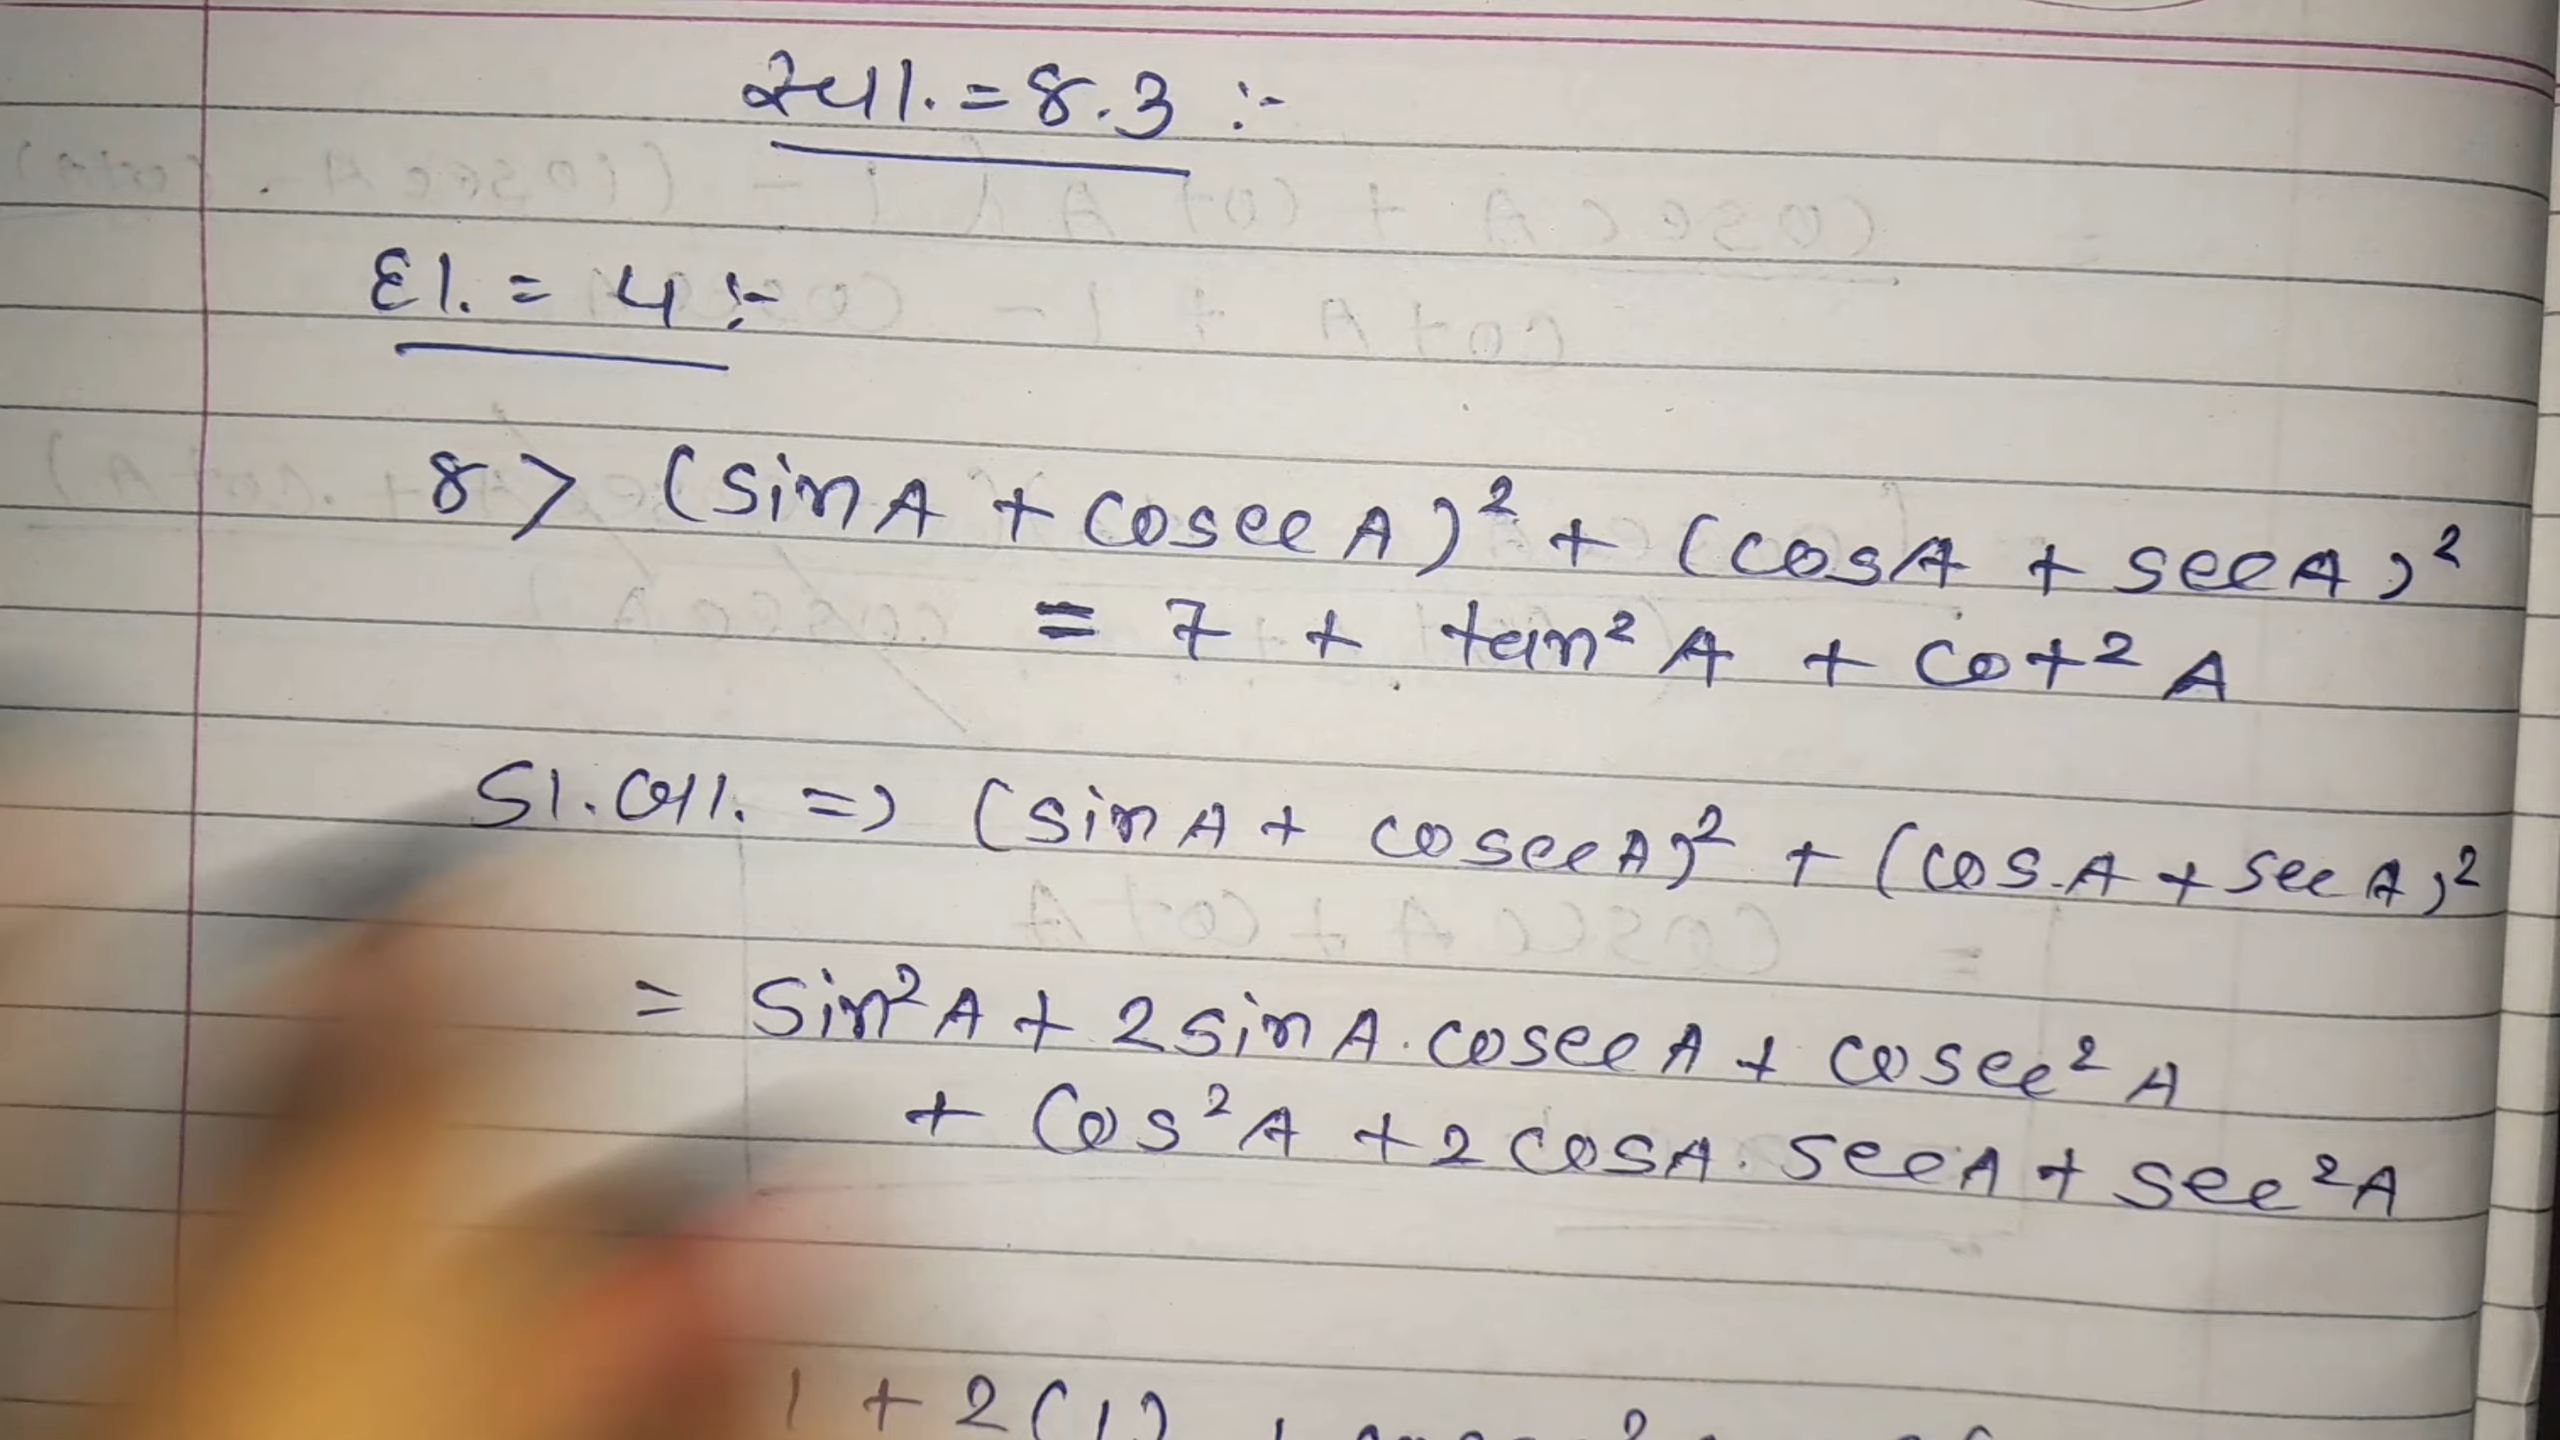 સ્વા. = 8.3 :-
દા. = 4 :-
8> (sin A + cosec A)² + (cos A + sec A)²
= 7 + tan² A + cot² A
ડા.બા. => (sin A + cosec A)² + (cos A + sec A)²
= Sin² A + 2 sin A. cosec A + cosec² A
+ Cos² A + 2 cos A. sec A + sec² A
1 + 2(1)